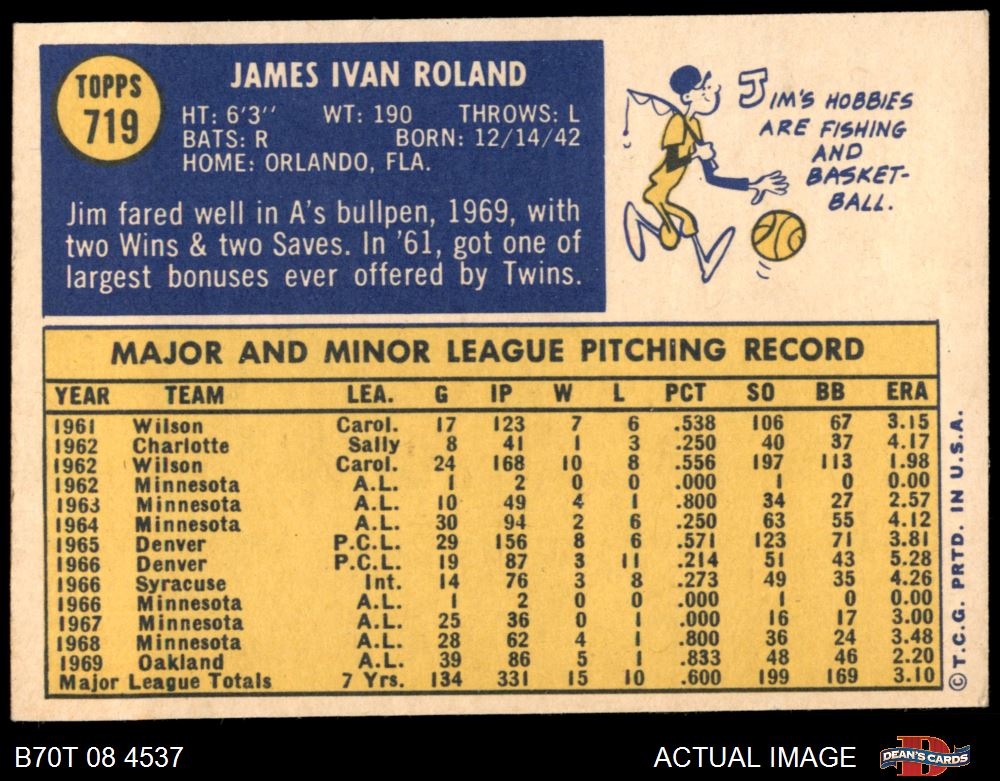 TOPPS
719
JAMES IVAN ROLAND
HT: 6'3'' WT: 190 THROWS: L
BATS: R BORN: 12/14/42
HOME: ORLANDO, FLA.
Jim fared well in A's bullpen, 1969, with
two Wins & two Saves. In '61, got one of
largest bonuses ever offered by Twins.
JIM'S HOBBIES
ARE FISHING
AND
BASKET-
BALL.
MAJOR AND MINOR LEAGUE PITCHING RECORD
YEAR TEAM LEA. G IP W L PCT SO BB ERA
1961 Wilson Carol. 17 123 7 6 .538 106 67 3.15
1962 Charlotte Sally 8 41 1 3 .250 40 37 4.17
1962 Wilson Carol. 24 168 10 8 .556 197 113 1.98
1962 Minnesota A.L. 1 2 0 0 .000 1 0 0.00
1963 Minnesota A.L. 10 49 4 1 .800 34 27 2.57
1964 Minnesota A.L. 30 94 2 6 .250 63 55 4.12
1965 Denver P.C.L. 29 156 8 6 .571 123 71 3.81
1966 Denver P.C.L. 19 87 3 11 .214 51 43 5.28
1966 Syracuse Int. 14 76 3 8 .273 49 35 4.26
1966 Minnesota A.L. 1 2 0 0 .000 1 0 0.00
1967 Minnesota A.L. 25 36 0 1 .000 16 17 3.00
1968 Minnesota A.L. 28 62 4 1 .800 36 24 3.48
1969 Oakland A.L. 39 86 5 1 .833 48 46 2.20
Major League Totals 7 Yrs. 134 331 15 10 .600 199 169 3.10
© T.C.G. PRTD. IN U.S.A.
B70T 08 4537 ACTUAL IMAGE
DEAN'S CARDS